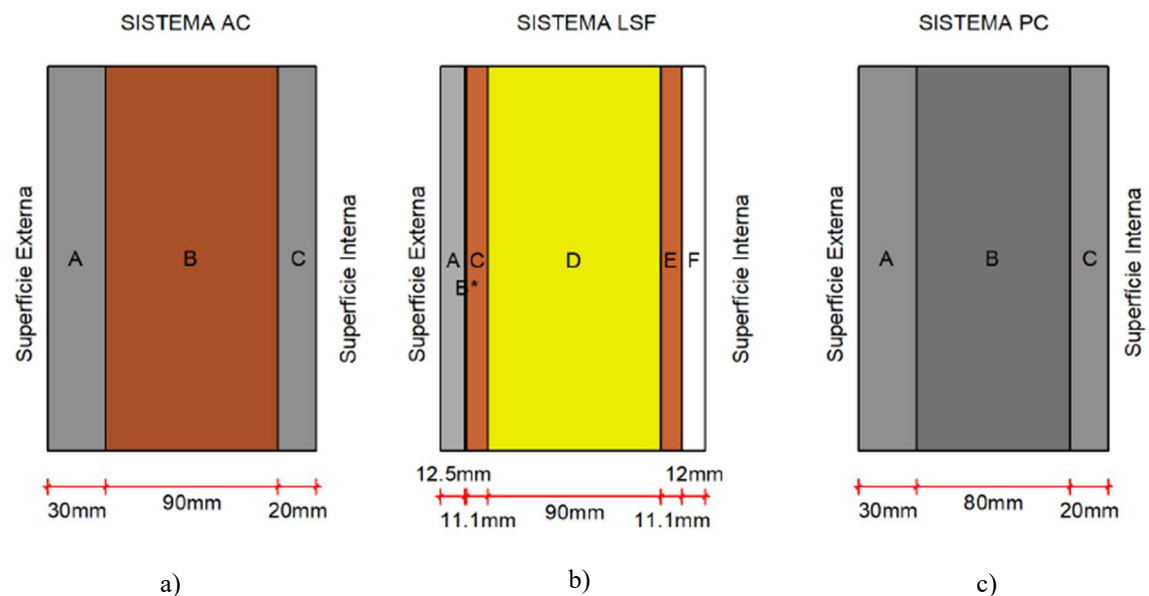 SISTEMA AC
Superfície Externa
A
B
C
Superfície Interna
30mm
90mm
20mm
a)
SISTEMA LSF
Superfície Externa
A
B*
C
D
E
F
Superfície Interna
12.5mm
12mm
11.1mm
90mm
11.1mm
b)
SISTEMA PC
Superfície Externa
A
B
C
Superfície Interna
30mm
80mm
20mm
c)